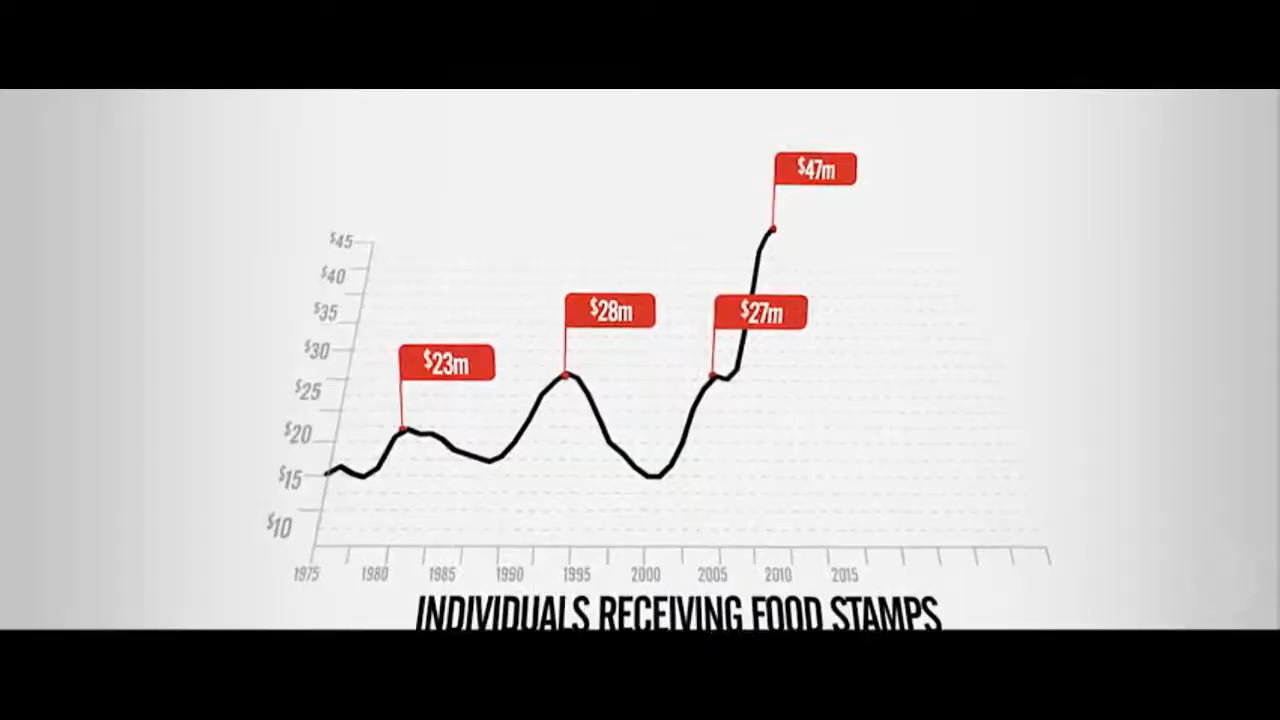 $47m
$45
$40
$35
$30
$25
$20
$15
$10
$28m
$27m
$23m
1975 1980 1985 1990 1995 2000 2005 2010 2015
INDIVIDUALS RECEIVING FOOD STAMPS